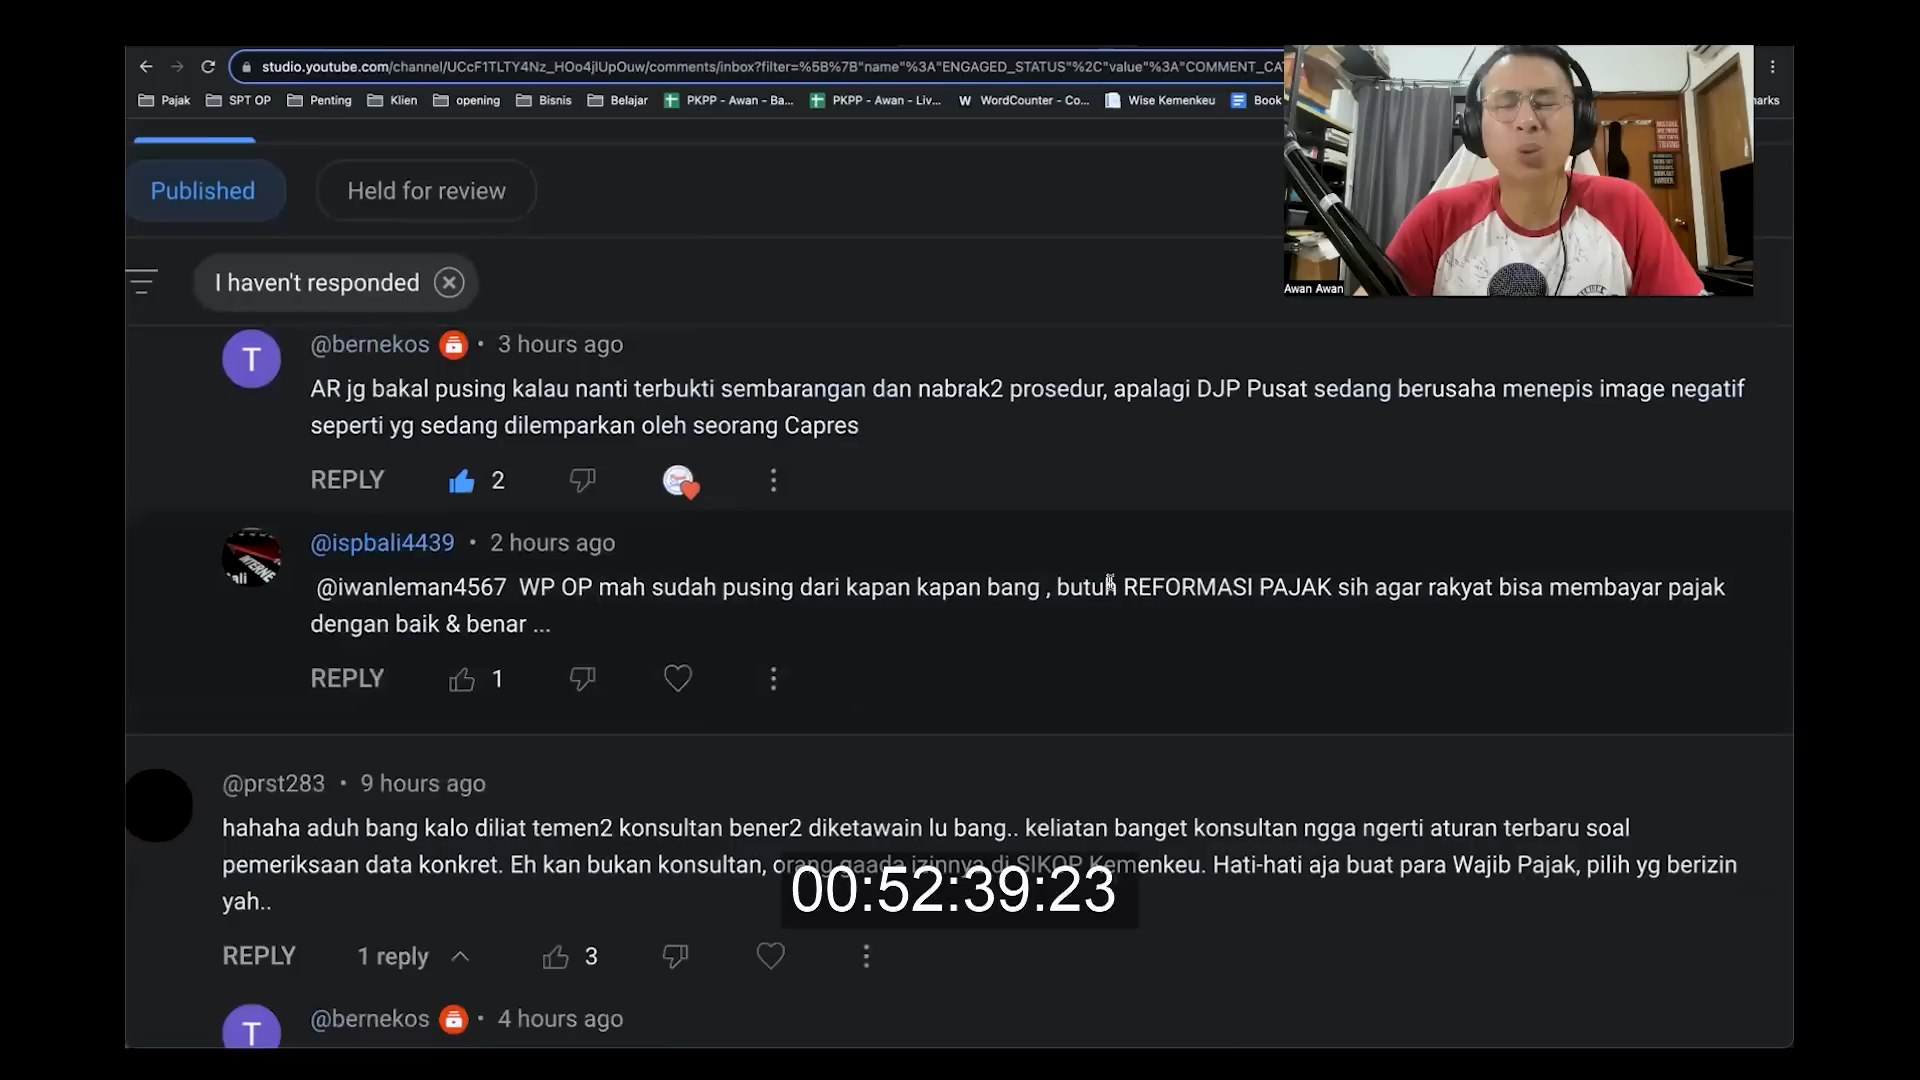 studio.youtube.com/channel/UCcF1TLTY4Nz_HOo4jlUpOuw/comments/inbox?filter=%5B%7B"name"%3A"ENGAGED_STATUS"%2C"value"%3A"COMMENT_CA
Pajak SPT OP Penting Klien opening Bisnis Belajar PKPP - Awan - Ba... PKPP - Awan - Liv... WordCounter - Co... Wise Kemenkeu Book arks
Published Held for review
I haven't responded
Awan Awan
T @bernekos • 3 hours ago
AR jg bakal pusing kalau nanti terbukti sembarangan dan nabrak2 prosedur, apalagi DJP Pusat sedang berusaha menepis image negatif
seperti yg sedang dilemparkan oleh seorang Capres
REPLY 2
@ispbali4439 • 2 hours ago
@iwanleman4567 WP OP mah sudah pusing dari kapan kapan bang , butuh REFORMASI PAJAK sih agar rakyat bisa membayar pajak
dengan baik & benar ...
REPLY 1
@prst283 • 9 hours ago
hahaha aduh bang kalo diliat temen2 konsultan bener2 diketawain lu bang.. keliatan banget konsultan ngga ngerti aturan terbaru soal
pemeriksaan data konkret. Eh kan bukan konsultan, orang gaada izinnya di SIKOP Kemenkeu. Hati-hati aja buat para Wajib Pajak, pilih yg berizin
yah..
00:52:39:23
REPLY 1 reply 3
T @bernekos • 4 hours ago